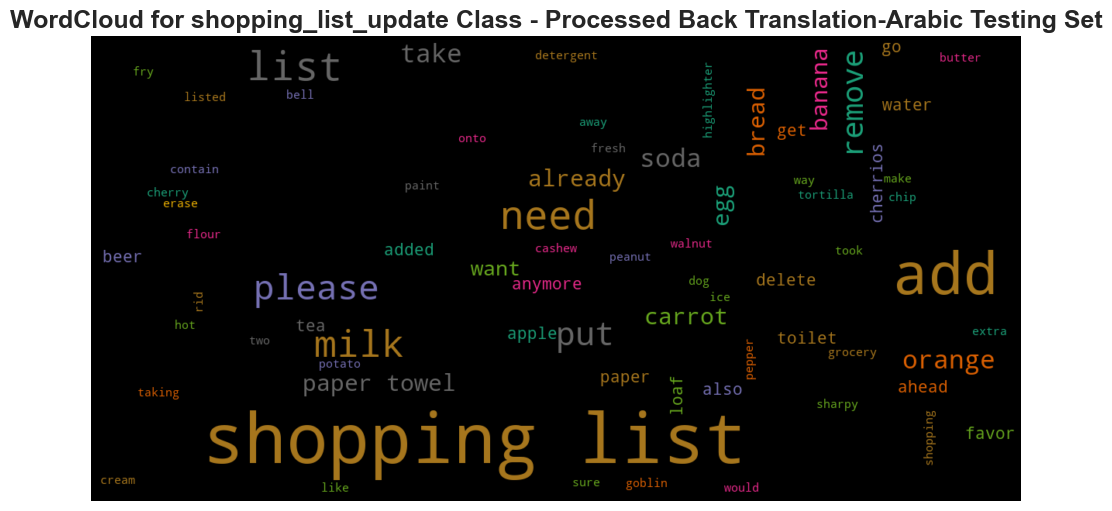 WordCloud for shopping_list_update Class - Processed Back Translation-Arabic Testing Set
list
take
detergent
go
butter
fry
listed
bell
highlighter
bread
banana
remove
get
water
away
onto
fresh
soda
contain
already
paint
egg
way
make
cherrios
tortilla
chip
cherry
erase
need
flour
added
cashew
walnut
took
beer
want
peanut
add
please
anymore
dog
delete
ice
rid
carrot
hot
tea
apple
put
toilet
extra
two
milk
grocery
orange
potato
pepper
paper towel
paper
loaf
also
ahead
taking
sharpy
shopping list
shopping
favor
cream
like
sure
goblin
would